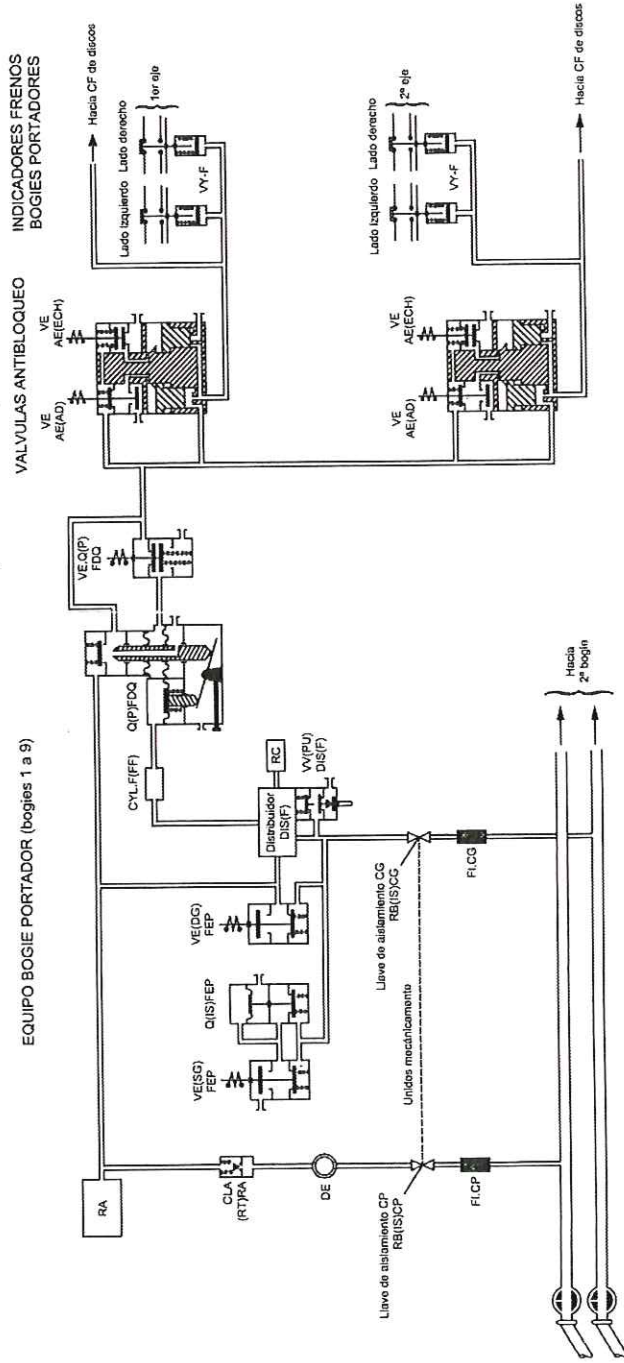 EQUIPO BOGIE PORTADOR (bogies 1 a 9)
VALVULAS ANTIBLOQUEO
INDICADORES FRENOS
BOGIES PORTADORES
RA
CLA
(RT)RA
DE
Llave de aislamiento CP
RB(IS)CP
FI.CP
VE(SG)
FEP
Q(IS)FEP
VE(DG)
FEP
Unidos mecánicamente
Llave de aislamiento CG
RB(IS)CG
FI.CG
Distribuidor
DIS(F)
RC
VV(PU)
DIS(F)
CYL.F(FF)
Q(P)FDQ
VE.Q(P)
FDQ
VE
AE(AD)
VE
AE(ECH)
Lado Izquierdo
Lado derecho
1er eje
VY-F
Hacia CF de discos
VE
AE(AD)
VE
AE(ECH)
Lado Izquierdo
Lado derecho
2º eje
VY-F
Hacia CF de discos
Hacia
2º bogie